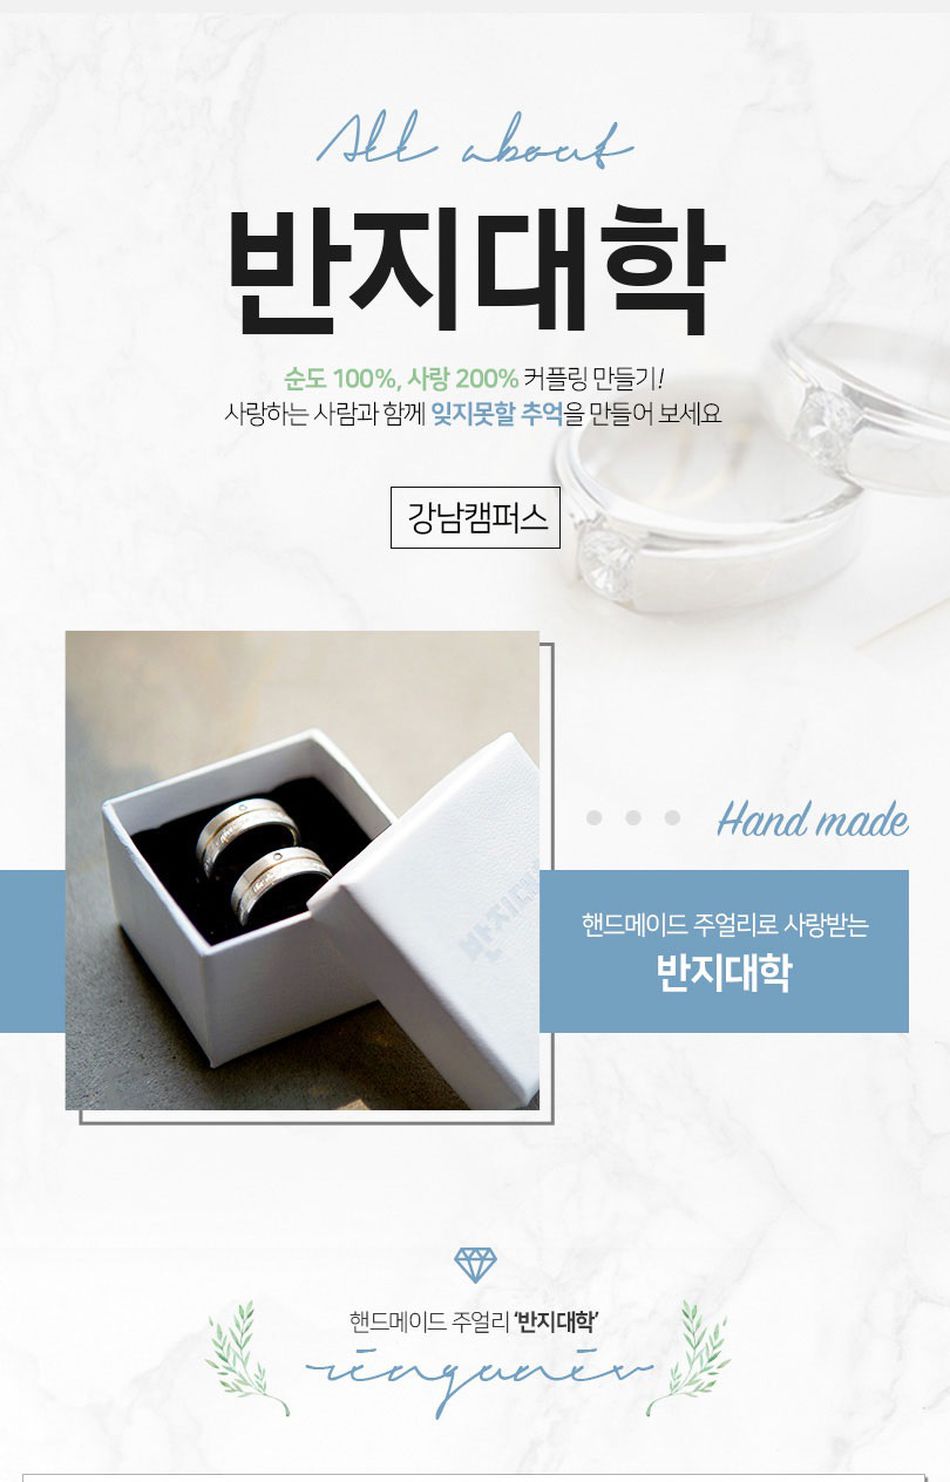 All about
반지대학
순도 100%, 사랑 200% 커플링 만들기!
사랑하는 사람과 함께 잊지못할 추억을 만들어 보세요
강남캠퍼스
Hand made
핸드메이드 주얼리로 사랑받는
반지대학
반지대
핸드메이드 주얼리 '반지대학'
ringuniv